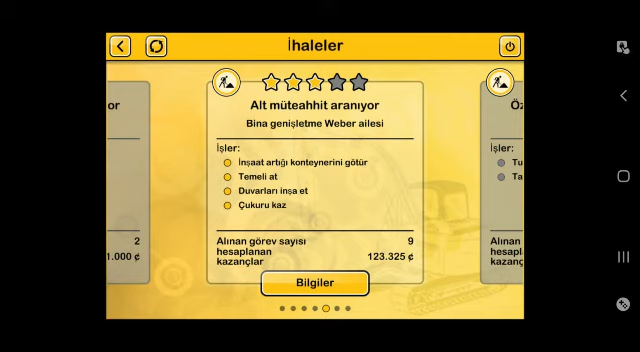 İhaleler
or
2
1.000 ¢
Alt müteahhit aranıyor
Bina genişletme Weber ailesi
İşler:
İnşaat artığı konteynerini götür
Temeli at
Duvarları inşa et
Çukuru kaz
Alınan görev sayısı 9
hesaplanan
kazançlar 123.325 ¢
Bilgiler
Öz
İşler:
Tu
Ta
Alınan
hesapl
kazanç